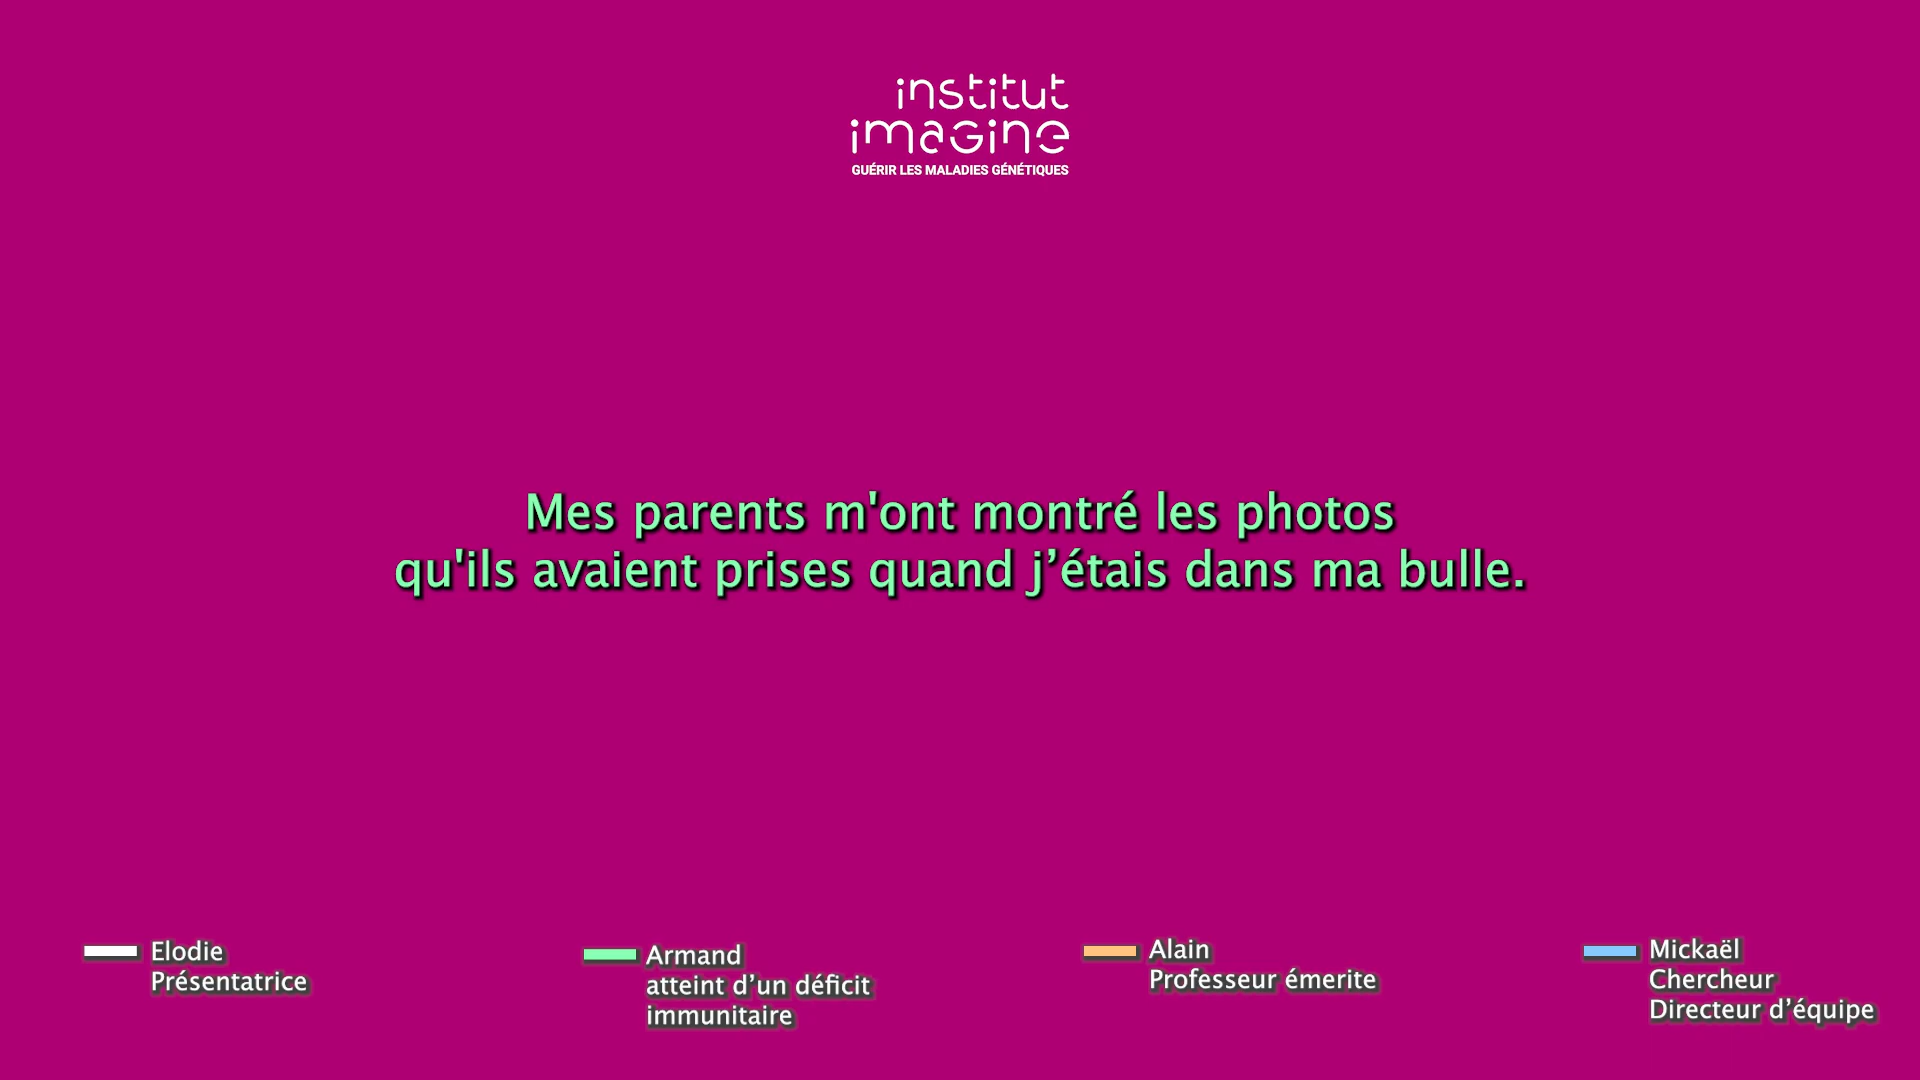 institut
imagine
GUÉRIR LES MALADIES GÉNÉTIQUES
Mes parents m'ont montré les photos
qu'ils avaient prises quand j’étais dans ma bulle.
Elodie
Présentatrice
Armand
atteint d’un déficit
immunitaire
Alain
Professeur émerite
Mickaël
Chercheur
Directeur d’équipe